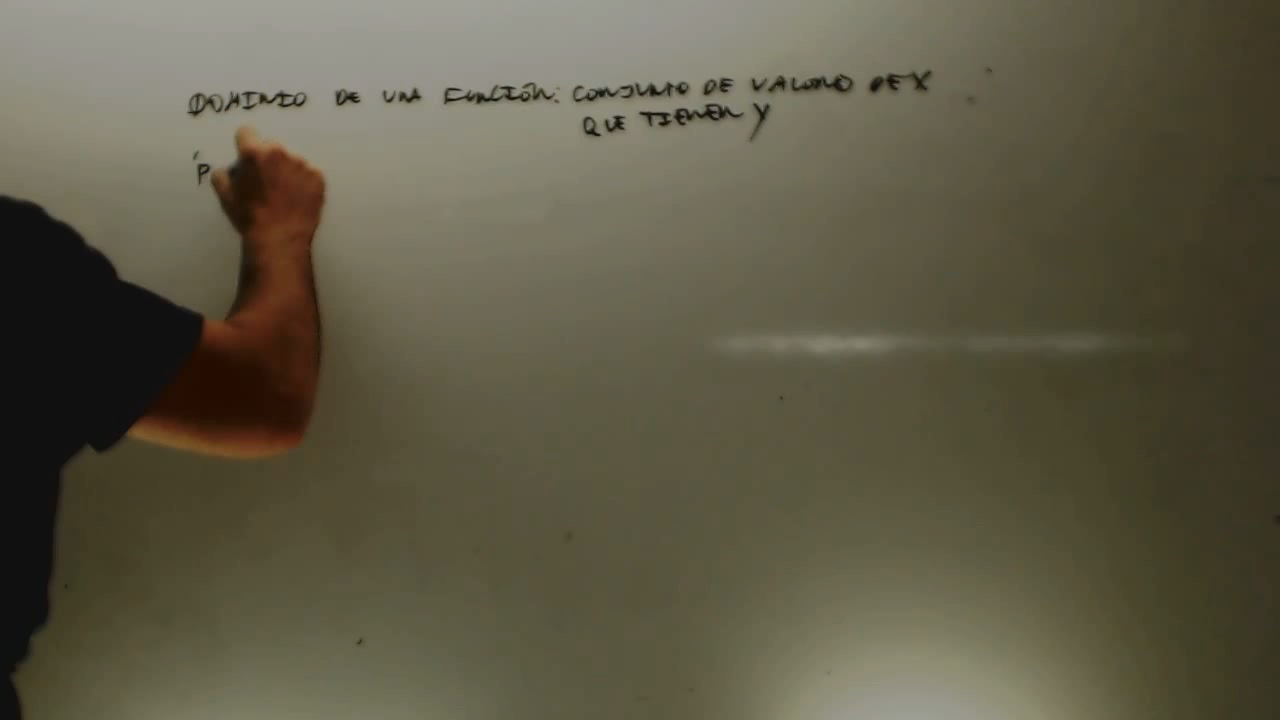 DOMINIO DE UNA FUNCIÓN: CONJUNTO DE VALORES DE X
QUE TIENEN Y
P